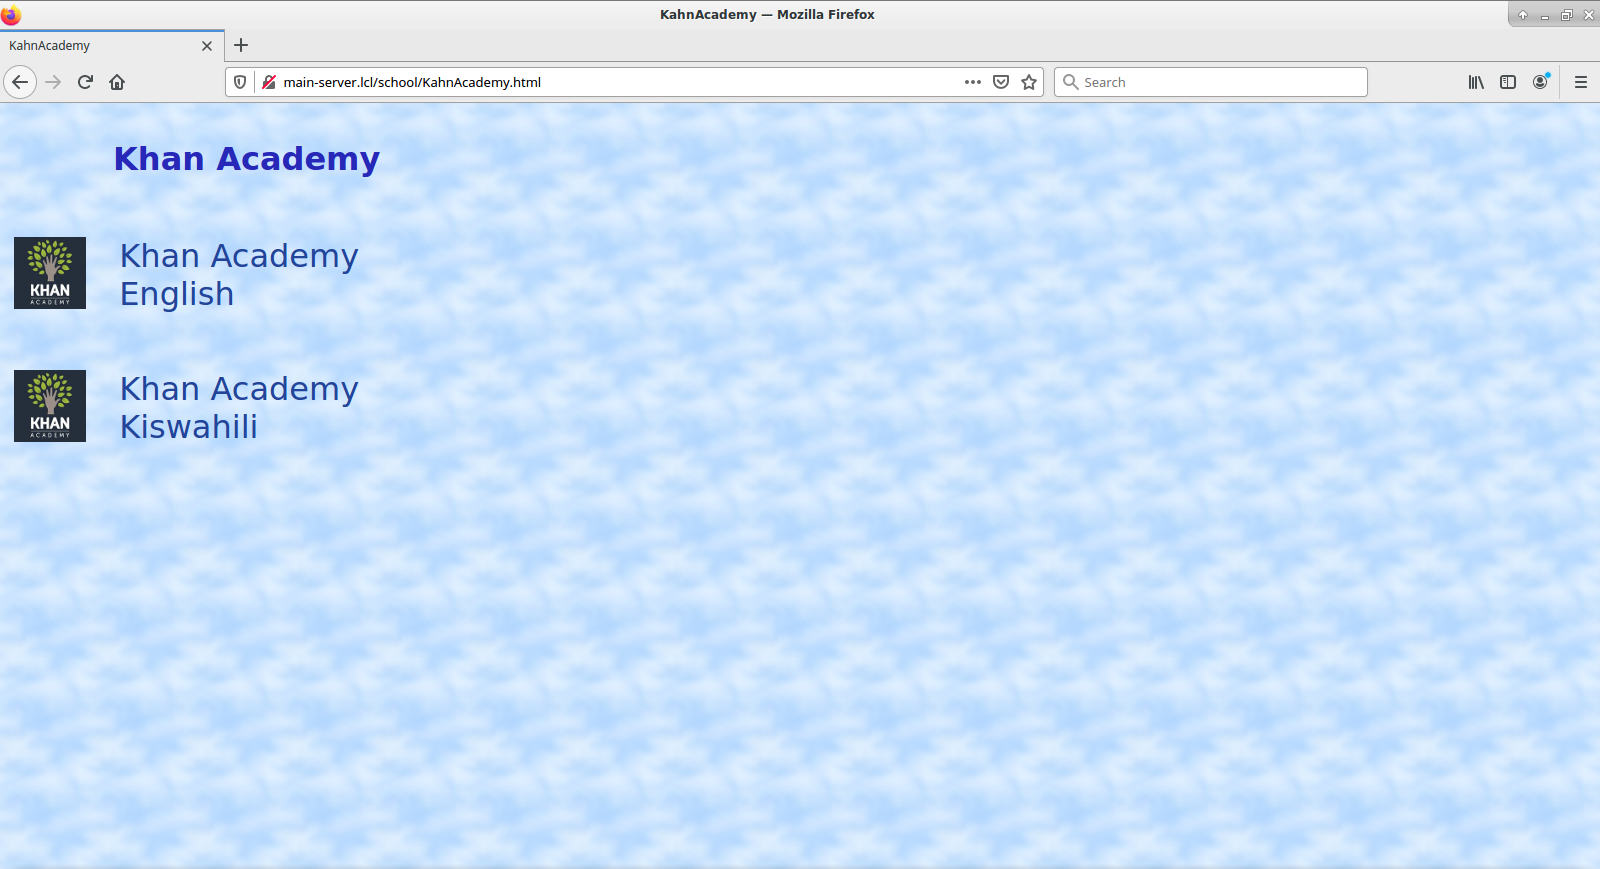 KahnAcademy — Mozilla Firefox
KahnAcademy
main-server.lcl/school/KahnAcademy.html
Search
Khan Academy
KHAN
ACADEMY
Khan Academy
English
KHAN
ACADEMY
Khan Academy
Kiswahili